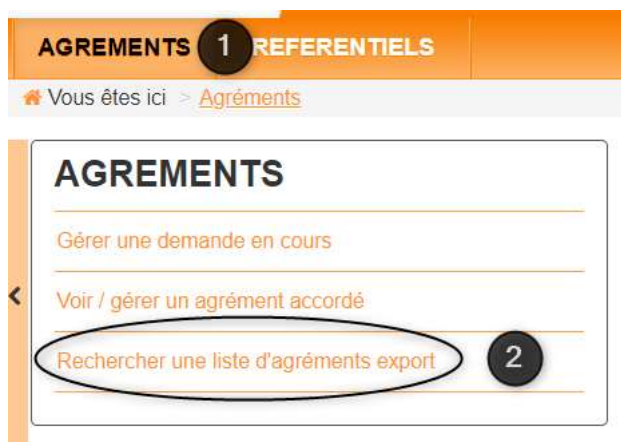 AGREMENTS 1 REFERENTIELS
Vous êtes ici > Agréments
AGREMENTS
Gérer une demande en cours
Voir / gérer un agrément accordé
Rechercher une liste d'agréments export 2